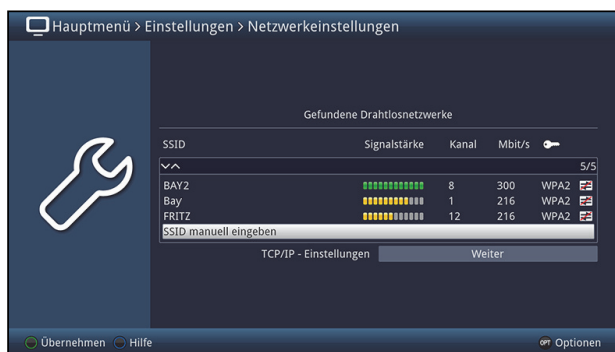 Hauptmenü > Einstellungen > Netzwerkeinstellungen
Gefundene Drahtlosnetzwerke
SSID Signalstärke Kanal Mbit/s
5/5
BAY2 8 300 WPA2
Bay 1 216 WPA2
FRITZ 12 216 WPA2
SSID manuell eingeben
TCP/IP - Einstellungen Weiter
Übernehmen Hilfe OPT Optionen